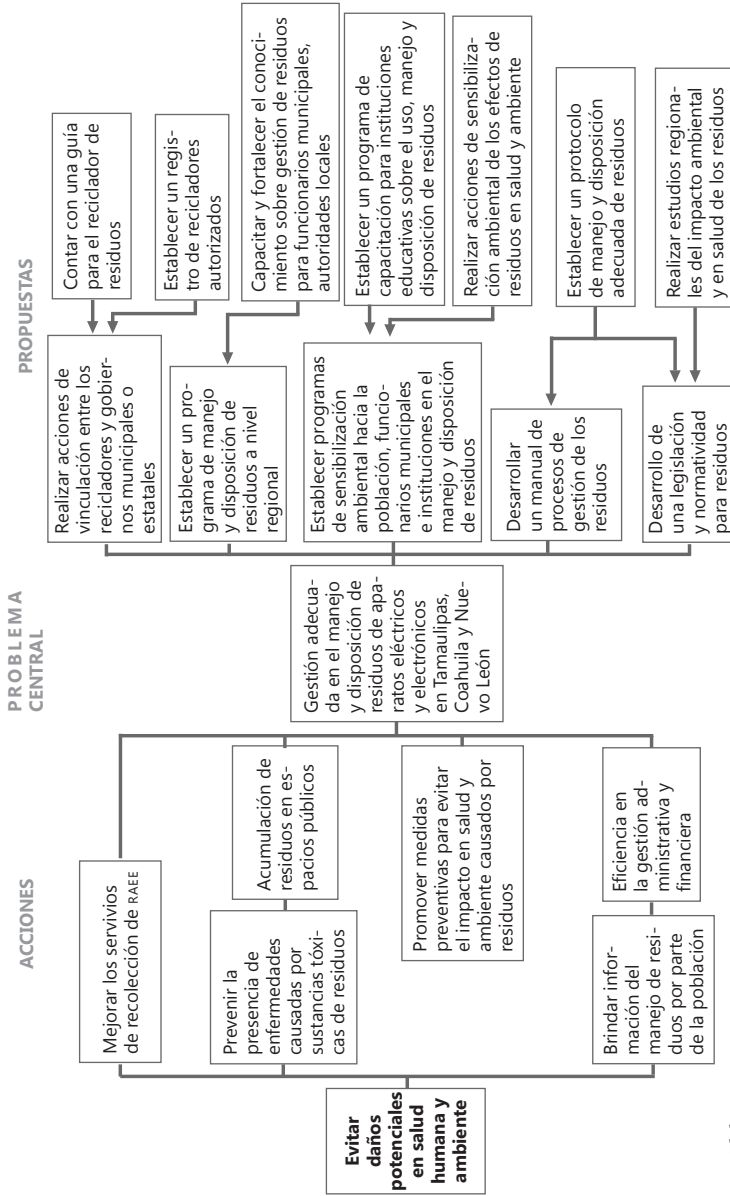 ACCIONES
PROBLEMA
CENTRAL
PROPUESTAS
Evitar
daños
potenciales
en salud
humana y
ambiente
Mejorar los servivios
de recolección de RAEE
Prevenir la
presencia de
enfermedades
causadas por
sustancias tóxi-
cas de residuos
Acumulación de
residuos en es-
pacios públicos
Promover medidas
preventivas para evitar
el impacto en salud y
ambiente causados por
residuos
Brindar infor-
mación del
manejo de resi-
duos por parte
de la población
Eficiencia en
la gestión ad-
ministrativa y
financiera
Gestión adecua-
da en el manejo
y disposición de
residuos de apa-
ratos eléctricos
y electrónicos
en Tamaulipas,
Coahuila y Nue-
vo León
Realizar acciones de
vinculación entre los
recicladores y gobier-
nos municipales o
estatales
Establecer un pro-
grama de manejo
y disposición de
residuos a nivel
regional
Establecer programas
de sensibilización
ambiental hacia la
población, funcio-
narios municipales
e instituciones en el
manejo y disposición
de residuos
Desarrollar
un manual de
procesos de
gestión de los
residuos
Desarrollo de
una legislación
y normatividad
para residuos
Contar con una guía
para el reciclador de
residuos
Establecer un regis-
tro de recicladores
autorizados
Capacitar y fortalecer el conoci-
miento sobre gestión de residuos
para funcionarios municipales,
autoridades locales
Establecer un programa de
capacitación para instituciones
educativas sobre el uso, manejo y
disposición de residuos
Realizar acciones de sensibiliza-
ción ambiental de los efectos de
residuos en salud y ambiente
Establecer un protocolo
de manejo y disposición
adecuada de residuos
Realizar estudios regiona-
les del impacto ambiental
y en salud de los residuos